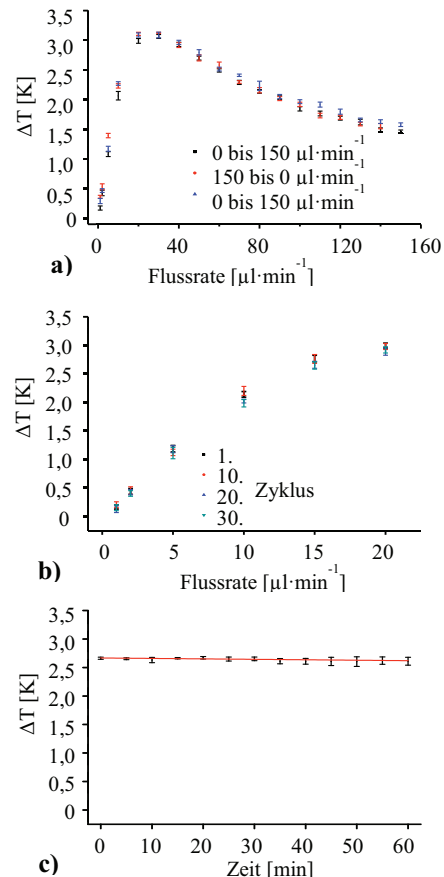 3,5
3,0
2,5
2,0
1,5
1,0
0,5
0
ΔT [K]
0 bis 150 µl·min⁻¹
150 bis 0 µl·min⁻¹
0 bis 150 µl·min⁻¹
0 40 80 120 160
a) Flussrate [µl·min⁻¹]
3,5
3,0
2,5
2,0
1,5
1,0
0,5
0
ΔT [K]
1.
10.
20. Zyklus
30.
0 5 10 15 20
b) Flussrate [µl·min⁻¹]
3,5
3,0
2,5
2,0
1,5
1,0
0,5
0
ΔT [K]
0 10 20 30 40 50 60
c) Zeit [min]